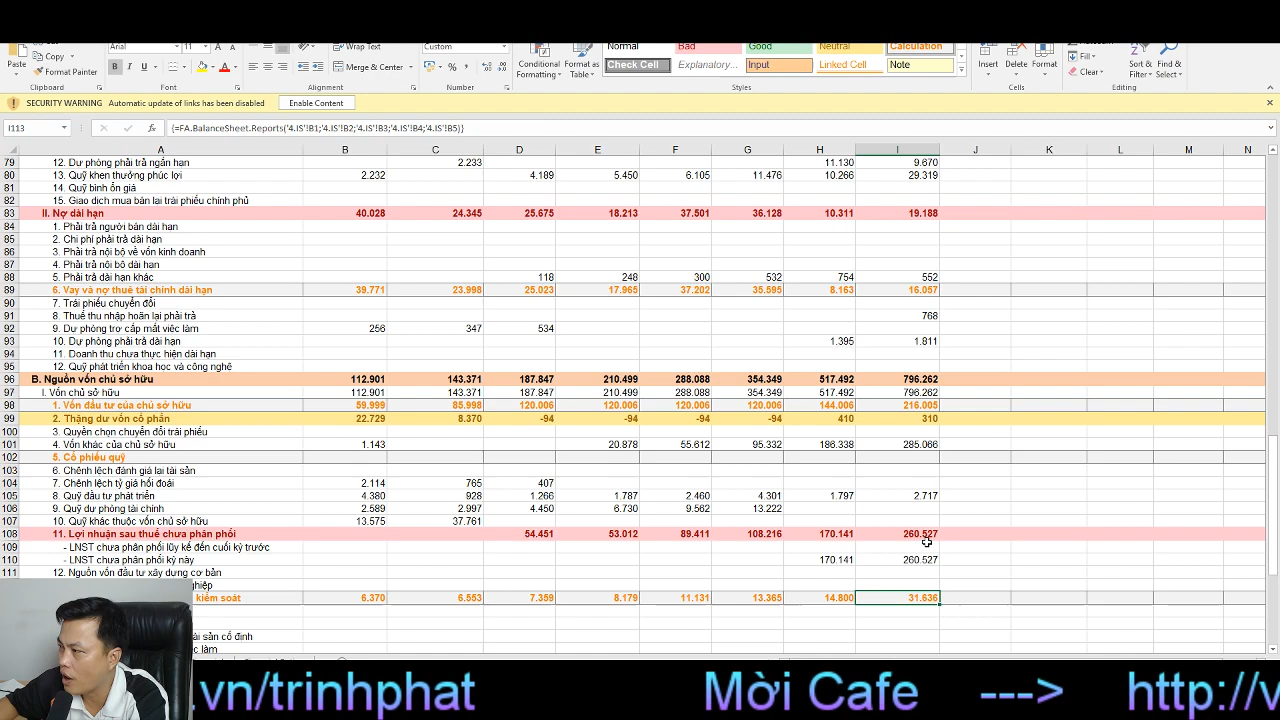 Arial 11 Wrap Text Custom Normal Bad Good Neutral Calculation
Paste Copy Format Painter B I U Merge & Center Conditional Formatting Format as Table Check Cell Explanatory... Input Linked Cell Note Insert Delete Format Fill Clear Sort & Filter Find & Select
Font Alignment Number Styles Cells Editing
SECURITY WARNING Automatic update of links has been disabled Enable Content
I113 fx {=FA.BalanceSheet.Reports('4.IS'!B1;'4.IS'!B2;'4.IS'!B3;'4.IS'!B4;'4.IS'!B5)}
A B C D E F G H I J K L M N
79 12. Dự phòng phải trả ngắn hạn 2.233 11.130 9.670
80 13. Quỹ khen thưởng phúc lợi 2.232 4.189 5.450 6.105 11.476 10.266 29.319
81 14. Quỹ bình ổn giá
82 15. Giao dịch mua bán lại trái phiếu chính phủ
83 II. Nợ dài hạn 40.028 24.345 25.675 18.213 37.501 36.128 10.311 19.188
84 1. Phải trả người bán dài hạn
85 2. Chi phí phải trả dài hạn
86 3. Phải trả nội bộ về vốn kinh doanh
87 4. Phải trả nội bộ dài hạn
88 5. Phải trả dài hạn khác 118 248 300 532 754 552
89 6. Vay và nợ thuê tài chính dài hạn 39.771 23.998 25.023 17.965 37.202 35.595 8.163 16.057
90 7. Trái phiếu chuyển đổi
91 8. Thuế thu nhập hoãn lại phải trả 768
92 9. Dự phòng trợ cấp mất việc làm 256 347 534
93 10. Dự phòng phải trả dài hạn 1.395 1.811
94 11. Doanh thu chưa thực hiện dài hạn
95 12. Quỹ phát triển khoa học và công nghệ
96 B. Nguồn vốn chủ sở hữu 112.901 143.371 187.847 210.499 288.088 354.349 517.492 796.262
97 I. Vốn chủ sở hữu 112.901 143.371 187.847 210.499 288.088 354.349 517.492 796.262
98 1. Vốn đầu tư của chủ sở hữu 59.999 85.998 120.006 120.006 120.006 120.006 144.006 216.005
99 2. Thặng dư vốn cổ phần 22.729 8.370 -94 -94 -94 -94 410 310
100 3. Quyền chọn chuyển đổi trái phiếu
101 4. Vốn khác của chủ sở hữu 1.143 20.878 55.612 95.332 186.338 285.066
102 5. Cổ phiếu quỹ
103 6. Chênh lệch đánh giá lại tài sản
104 7. Chênh lệch tỷ giá hối đoái 2.114 765 407
105 8. Quỹ đầu tư phát triển 4.380 928 1.266 1.787 2.460 4.301 1.797 2.717
106 9. Quỹ dự phòng tài chính 2.589 2.997 4.450 6.730 9.562 13.222
107 10. Quỹ khác thuộc vốn chủ sở hữu 13.575 37.761
108 11. Lợi nhuận sau thuế chưa phân phối 54.451 53.012 89.411 108.216 170.141 260.527
109 - LNST chưa phân phối lũy kế đến cuối kỳ trước
110 - LNST chưa phân phối kỳ này 170.141 260.527
111 12. Nguồn vốn đầu tư xây dựng cơ bản
kiểm soát 6.370 6.553 7.359 8.179 11.131 13.365 14.800 31.636
ài sản cố định
.vn/trinhphat Mời Cafe ---> http://v